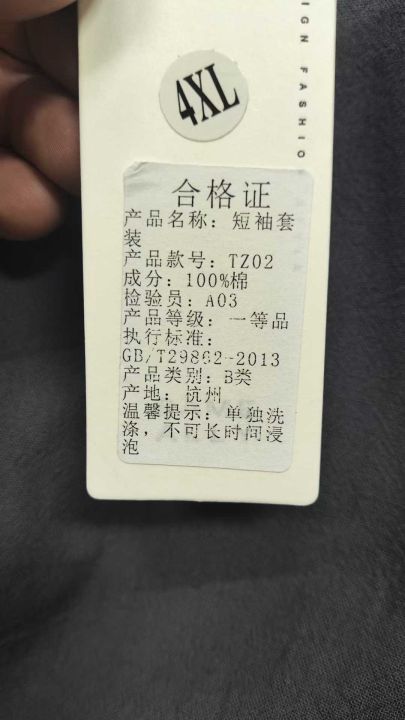 IGN FASHIO
4XL
合格证
产品名称：短袖套
装
产品款号：TZ02
成分：100%棉
检验员：A03
产品等级：一等品
执行标准：
GB/T29862-2013
产品类别：B类
产地：杭州
温馨提示：单独洗
涤，不可长时间浸
泡